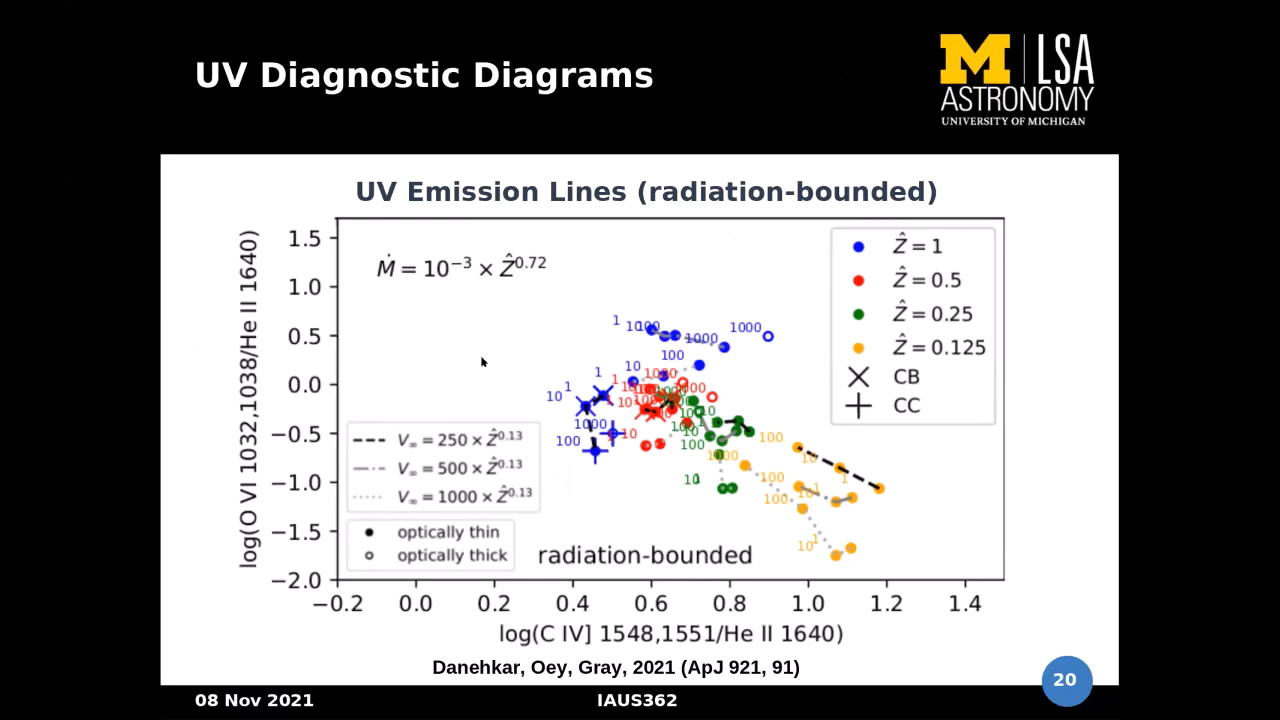 UV Diagnostic Diagrams
M LSA
ASTRONOMY
UNIVERSITY OF MICHIGAN
UV Emission Lines (radiation-bounded)
log(O VI 1032,1038/He II 1640)
1.5
1.0
0.5
0.0
−0.5
−1.0
−1.5
−2.0
Ṁ = 10⁻³ × Ẑ^0.72
Ẑ = 1
Ẑ = 0.5
Ẑ = 0.25
Ẑ = 0.125
CB
CC
V∞ = 250 × Ẑ^0.13
V∞ = 500 × Ẑ^0.13
V∞ = 1000 × Ẑ^0.13
optically thin
optically thick
radiation-bounded
−0.2 0.0 0.2 0.4 0.6 0.8 1.0 1.2 1.4
log(C IV] 1548,1551/He II 1640)
Danehkar, Oey, Gray, 2021 (ApJ 921, 91)
08 Nov 2021 IAUS362 20